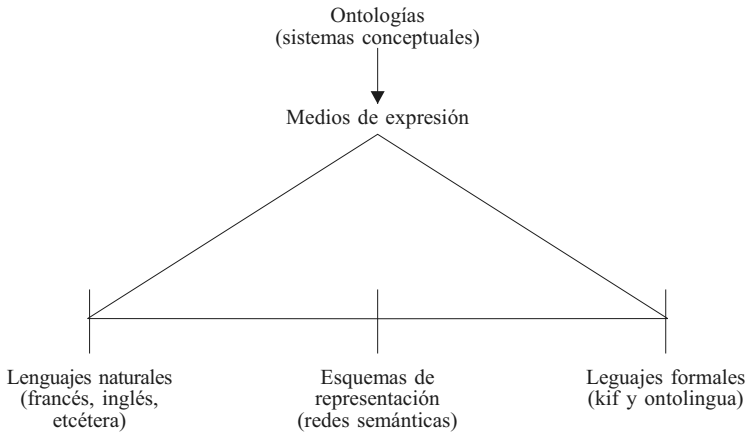 Ontologías
(sistemas conceptuales)
Medios de expresión
Lenguajes naturales
(francés, inglés,
etcétera)
Esquemas de
representación
(redes semánticas)
Leguajes formales
(kif y ontolingua)